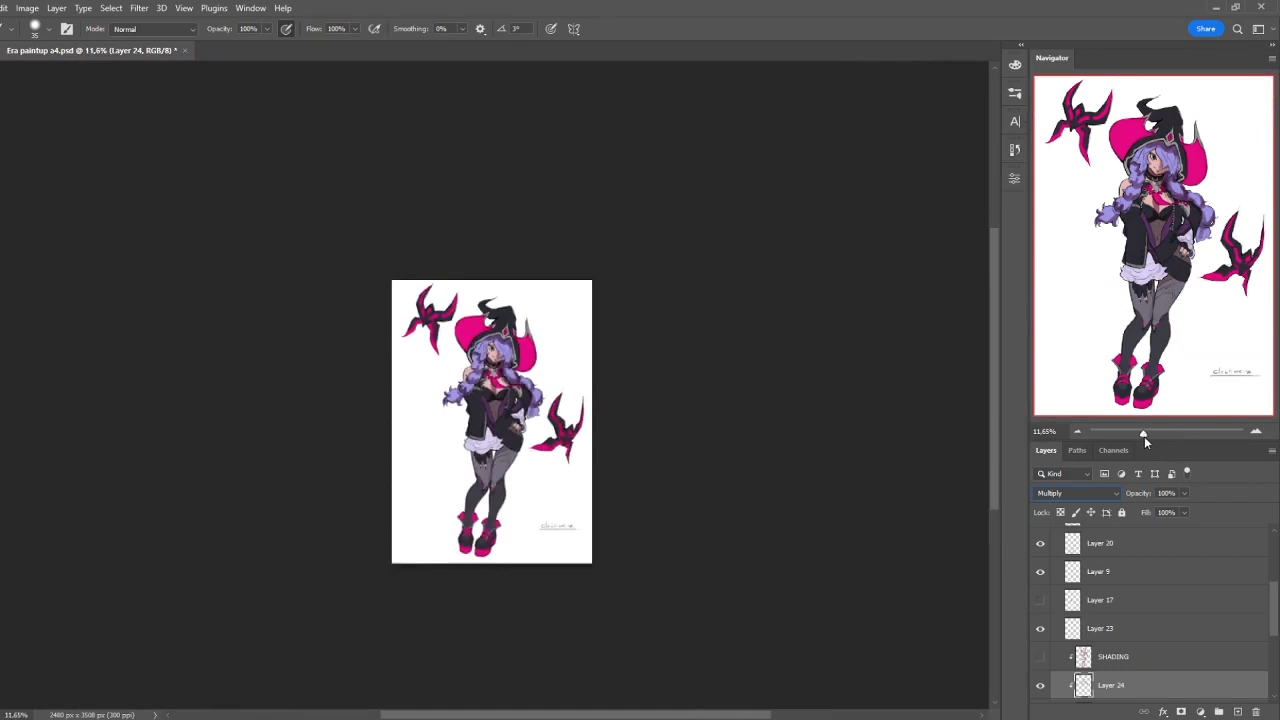 Image Layer Type Select Filter 3D View Plugins Window Help
35 Mode: Normal Opacity: 100% Flow: 100% Smoothing: 0% 3° Share
Era paintup a4.psd @ 11,6% (Layer 24, RGB/8) * ×
Navigator
11,65%
Layers Paths Channels
Kind
Multiply Opacity: 100%
Lock: Fill: 100%
Layer 20
Layer 9
Layer 17
Layer 23
SHADING
Layer 24
11,65% 2480 px x 3508 px (300 ppi)